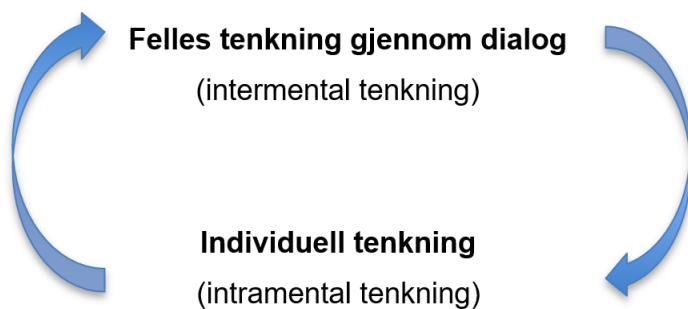 Felles tenkning gjennom dialog
(intermental tenkning)
Individuell tenkning
(intramental tenkning)